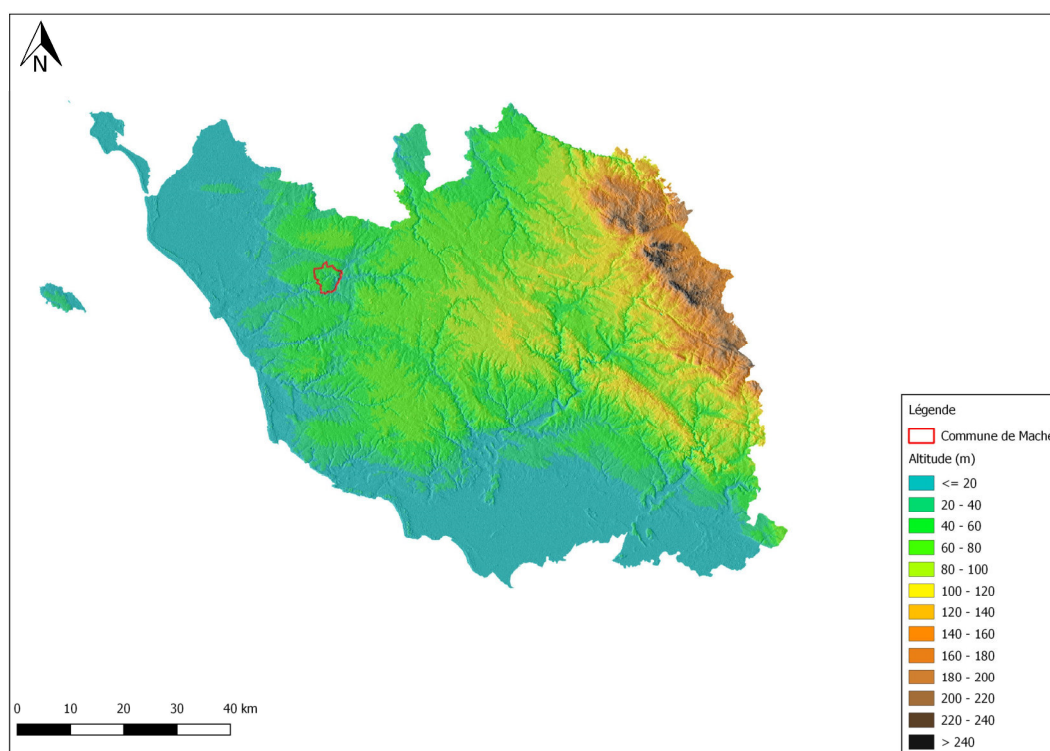 N
Légende
Commune de Mache
Altitude (m)
<= 20
20 - 40
40 - 60
60 - 80
80 - 100
100 - 120
120 - 140
140 - 160
160 - 180
180 - 200
200 - 220
220 - 240
> 240
0 10 20 30 40 km